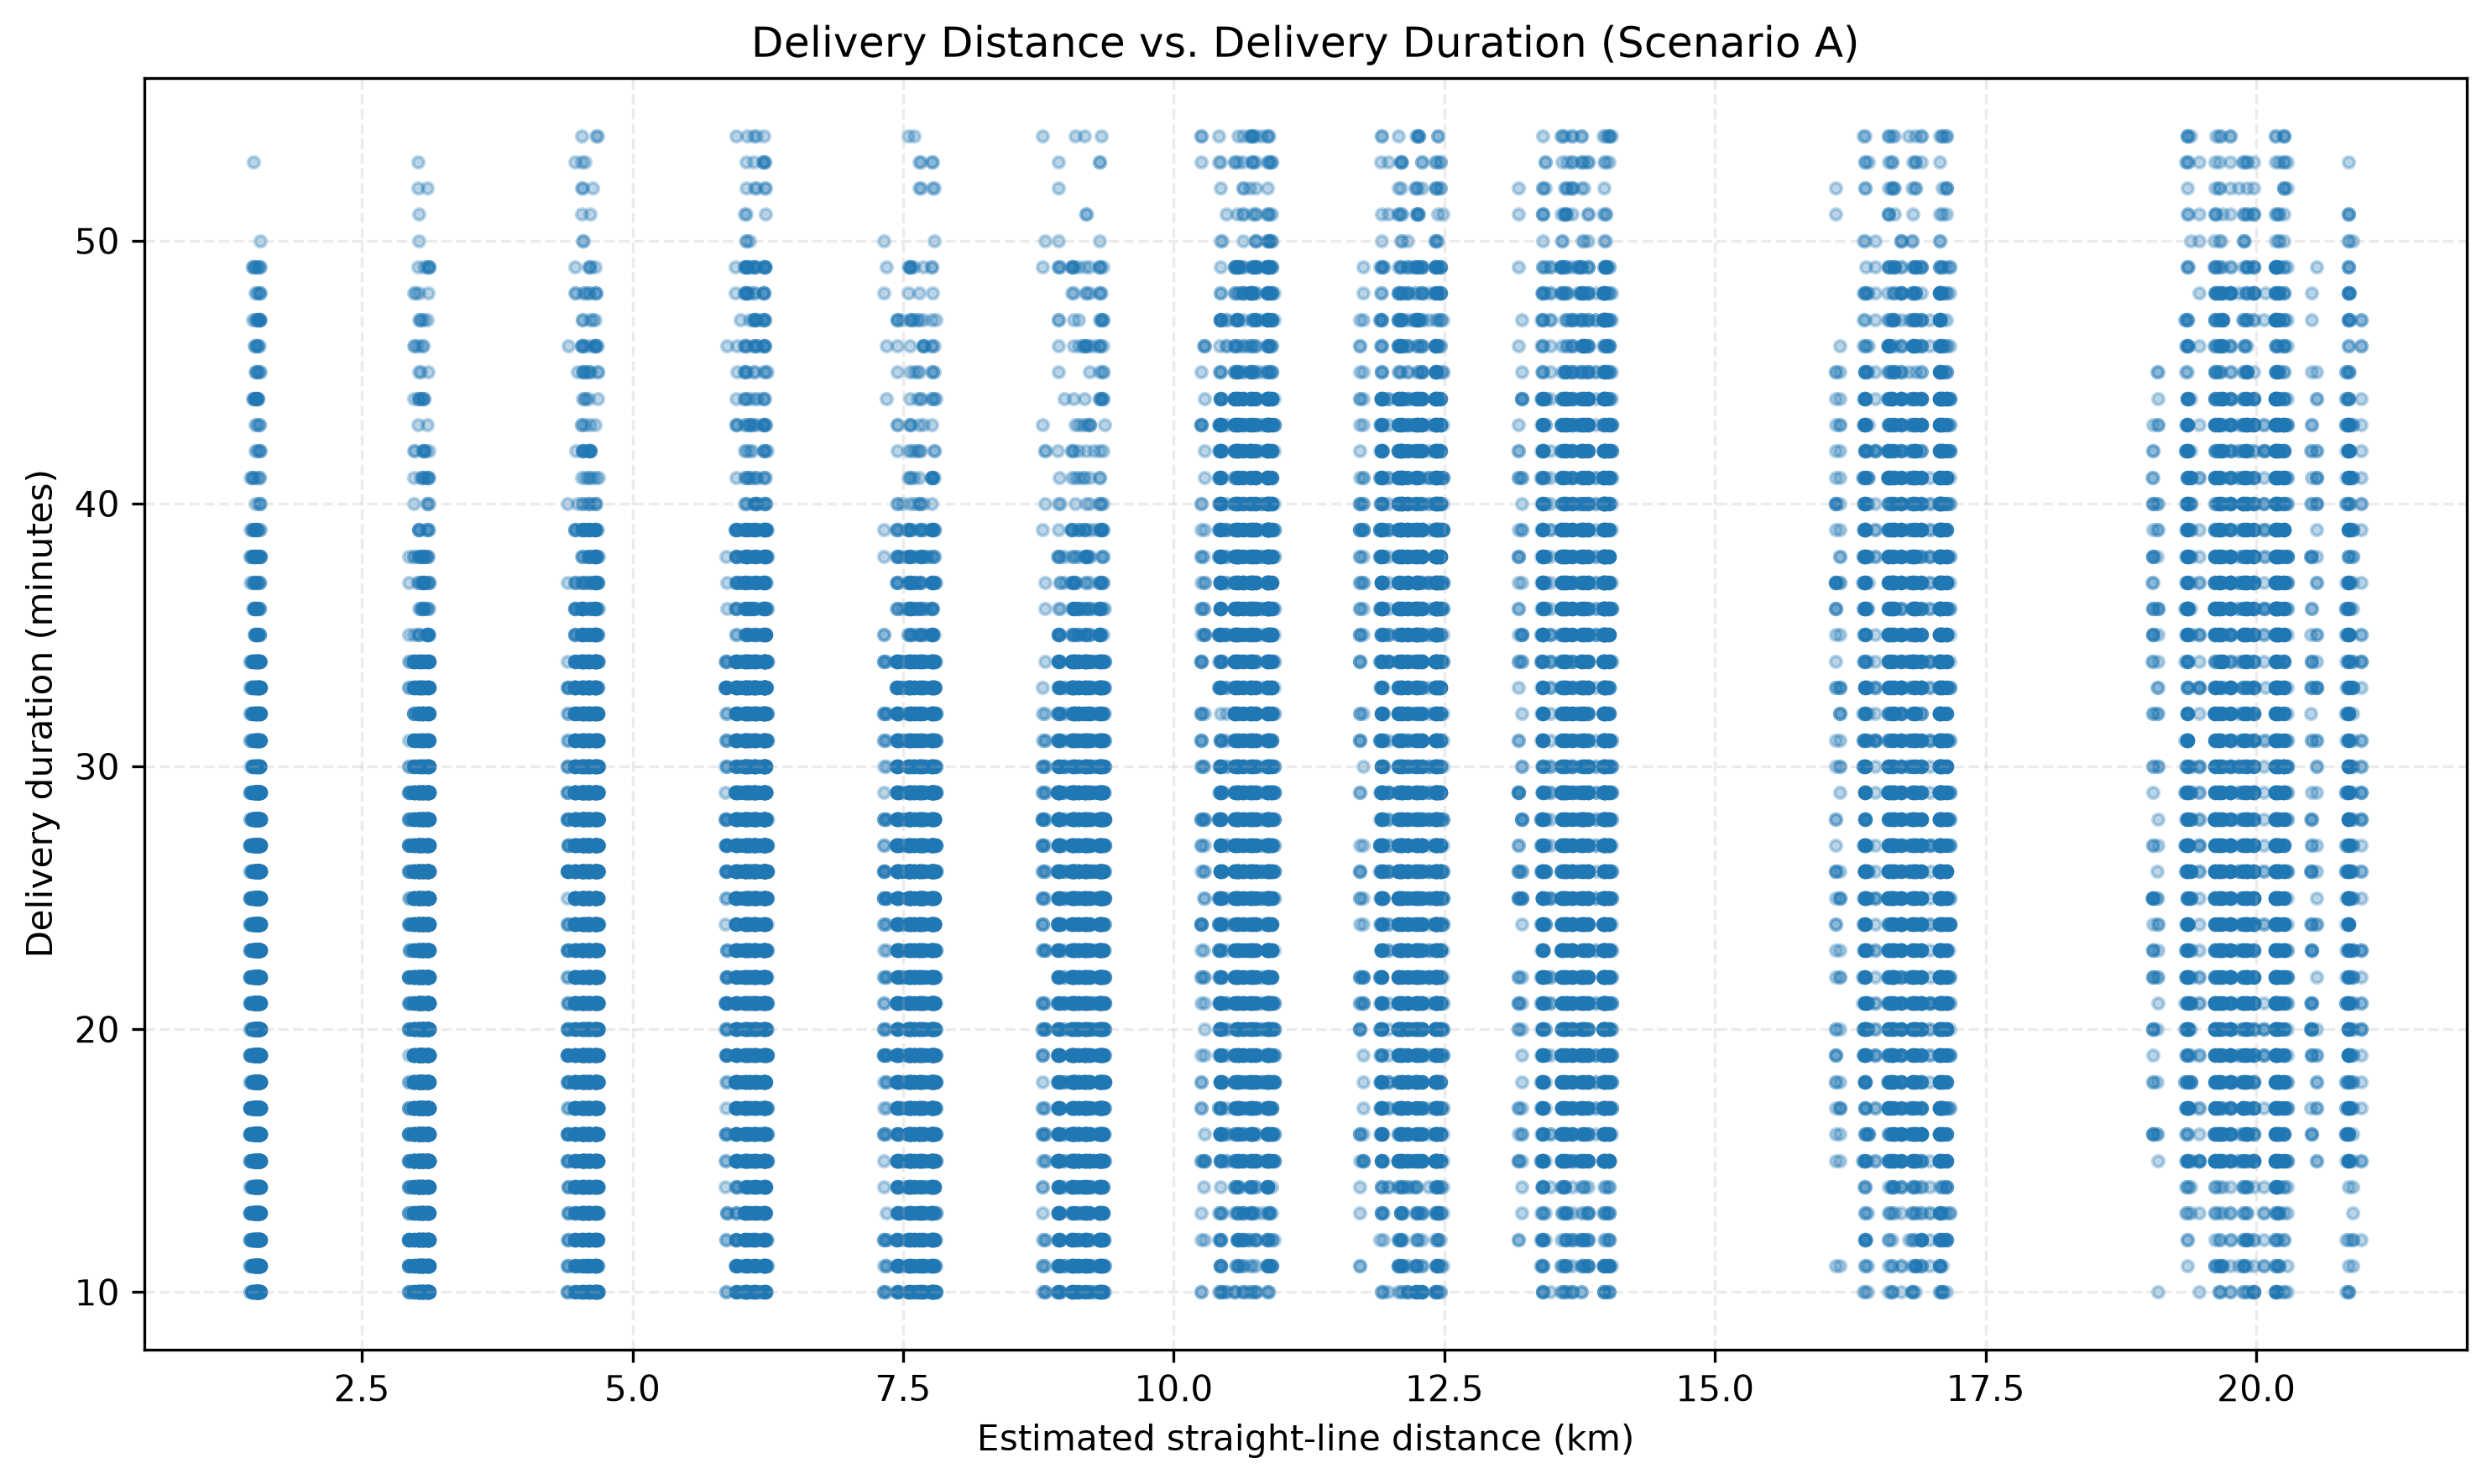 Delivery Distance vs. Delivery Duration (Scenario A)
Delivery duration (minutes)
50
40
30
20
10
2.5 5.0 7.5 10.0 12.5 15.0 17.5 20.0
Estimated straight-line distance (km)